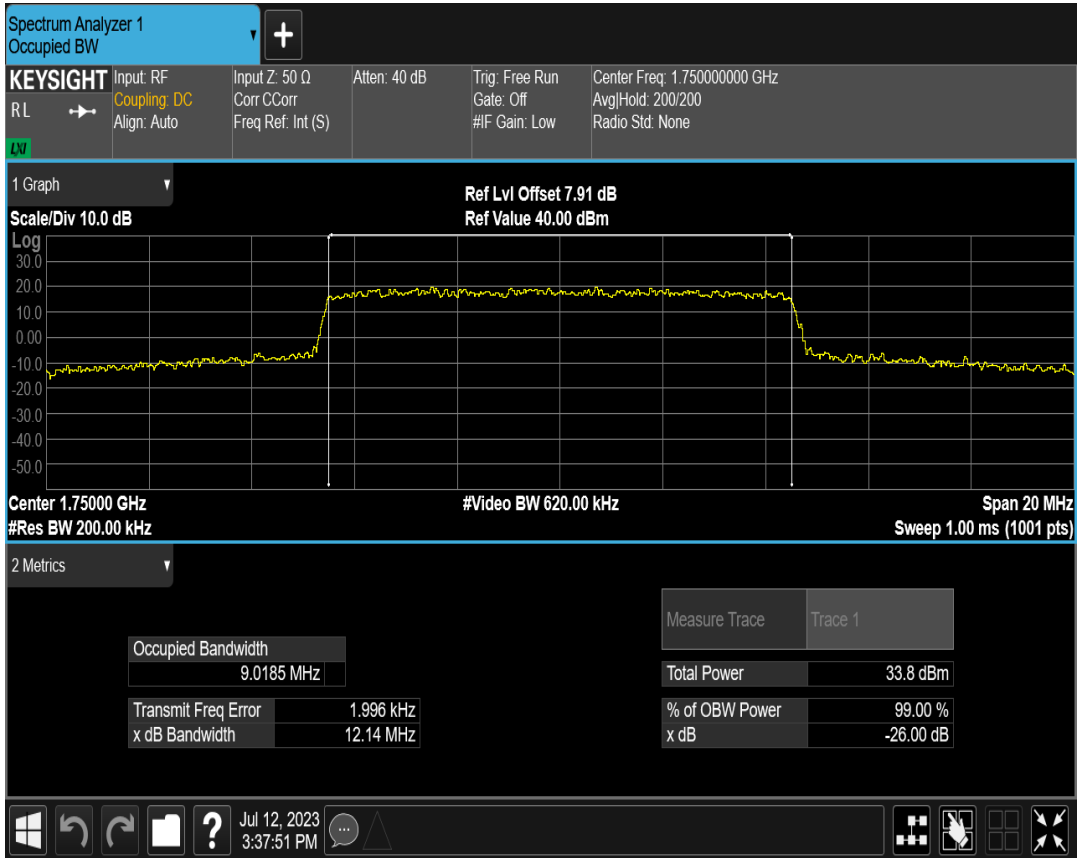 Spectrum Analyzer 1
Occupied BW
+
KEYSIGHT
R L
LXI
Input: RF
Coupling: DC
Align: Auto
Input Z: 50 Ω
Corr CCorr
Freq Ref: Int (S)
Atten: 40 dB
Trig: Free Run
Gate: Off
#IF Gain: Low
Center Freq: 1.750000000 GHz
Avg|Hold: 200/200
Radio Std: None
1 Graph
Scale/Div 10.0 dB
Ref Lvl Offset 7.91 dB
Ref Value 40.00 dBm
Log
30.0
20.0
10.0
0.00
-10.0
-20.0
-30.0
-40.0
-50.0
Center 1.75000 GHz
#Video BW 620.00 kHz
Span 20 MHz
#Res BW 200.00 kHz
Sweep 1.00 ms (1001 pts)
2 Metrics
Measure Trace
Trace 1
Occupied Bandwidth
9.0185 MHz
Total Power
33.8 dBm
Transmit Freq Error
1.996 kHz
% of OBW Power
99.00 %
x dB Bandwidth
12.14 MHz
x dB
-26.00 dB
?
Jul 12, 2023
3:37:51 PM